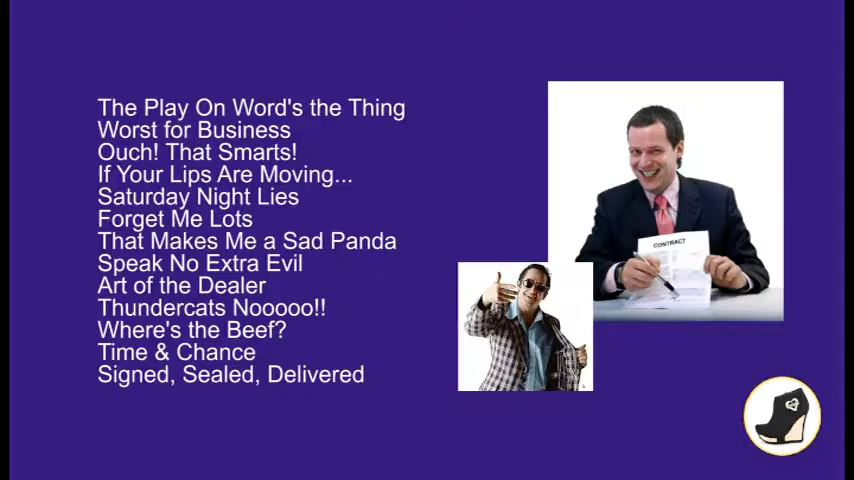 The Play On Word's the Thing
Worst for Business
Ouch! That Smarts!
If Your Lips Are Moving...
Saturday Night Lies
Forget Me Lots
That Makes Me a Sad Panda
Speak No Extra Evil
Art of the Dealer
Thundercats Nooooo!!
Where's the Beef?
Time & Chance
Signed, Sealed, Delivered
CONTRACT